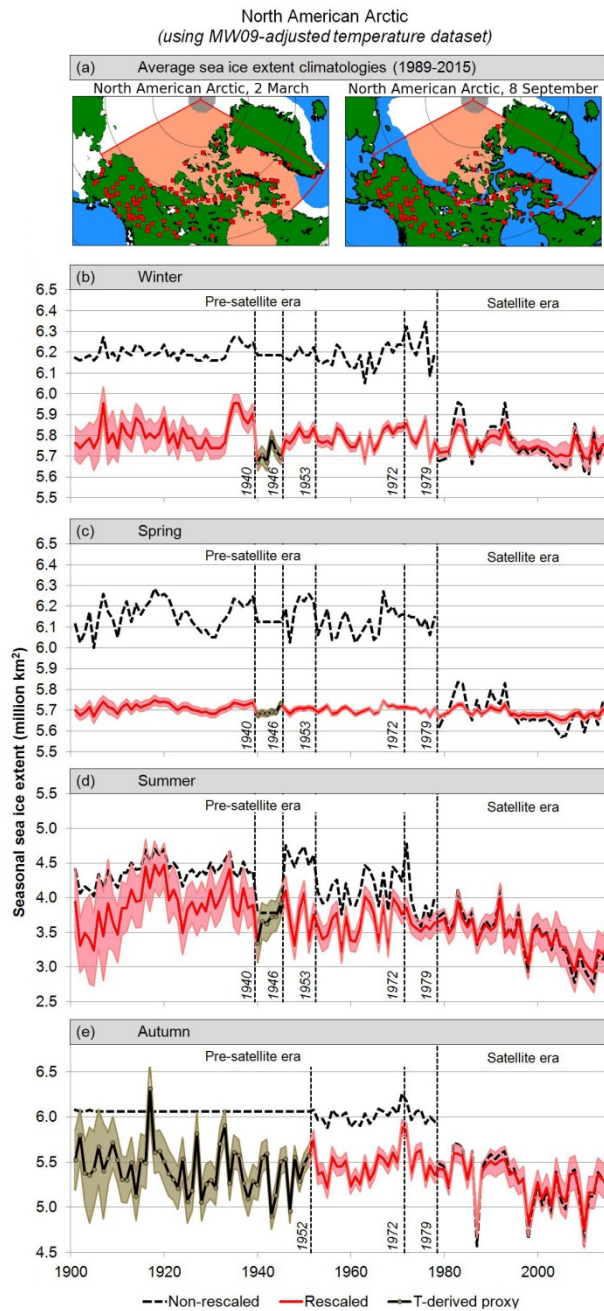 North American Arctic
(using MW09-adjusted temperature dataset)
(a) Average sea ice extent climatologies (1989-2015)
North American Arctic, 2 March
North American Arctic, 8 September
Seasonal sea ice extent (million km²)
(b) Winter
Pre-satellite era
Satellite era
6.5
6.4
6.3
6.2
6.1
6.0
5.9
5.8
5.7
5.6
5.5
1940
1946
1953
1972
1979
(c) Spring
Pre-satellite era
Satellite era
6.5
6.4
6.3
6.2
6.1
6.0
5.9
5.8
5.7
5.6
5.5
1940
1946
1953
1972
1979
(d) Summer
Pre-satellite era
Satellite era
5.5
5.0
4.5
4.0
3.5
3.0
2.5
1940
1946
1953
1972
1979
(e) Autumn
Pre-satellite era
Satellite era
6.5
6.0
5.5
5.0
4.5
1952
1972
1979
1900
1920
1940
1960
1980
2000
Non-rescaled
Rescaled
T-derived proxy